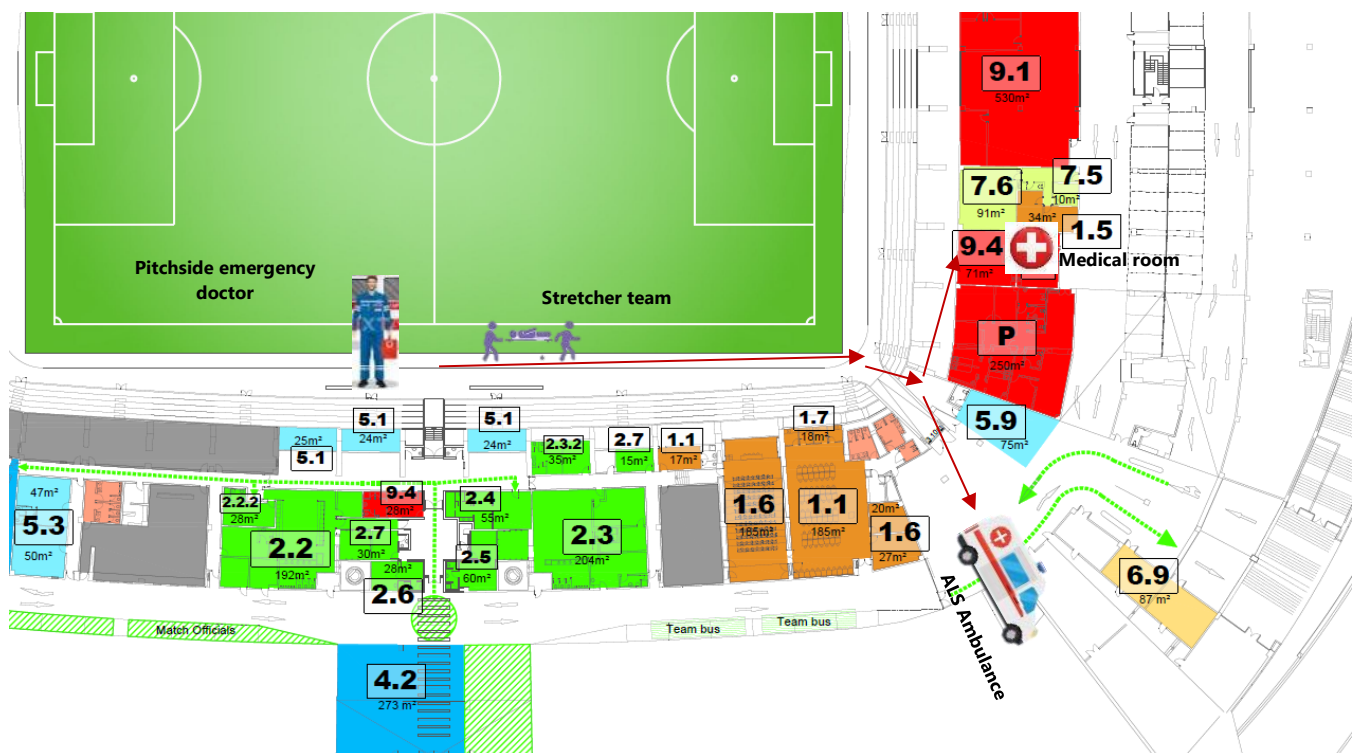 9.1
530m²
7.6
91m²
7.5
10m²
34m²
1.5
9.4
71m²
Medical room
P
250m²
5.9
75m²
Pitchside emergency
doctor
Stretcher team
5.1
24m²
5.1
24m²
25m²
5.1
2.3.2
35m²
2.7
15m²
1.1
17m²
1.7
18m²
47m²
5.3
50m²
2.2.2
28m²
2.2
192m²
9.4
26m²
2.7
30m²
28m²
2.6
2.4
55m²
2.5
60m²
2.3
204m²
1.6
185m²
1.1
185m²
20m²
1.6
27m²
6.9
87 m²
ALS Ambulance
Match Officials
Team bus
Team bus
4.2
273 m²